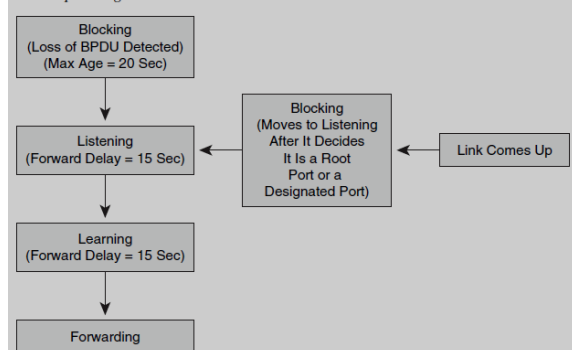 Blocking
(Loss of BPDU Detected)
(Max Age = 20 Sec)
Blocking
(Moves to Listening
After It Decides
It Is a Root
Port or a
Designated Port)
Link Comes Up
Listening
(Forward Delay = 15 Sec)
Learning
(Forward Delay = 15 Sec)
Forwarding